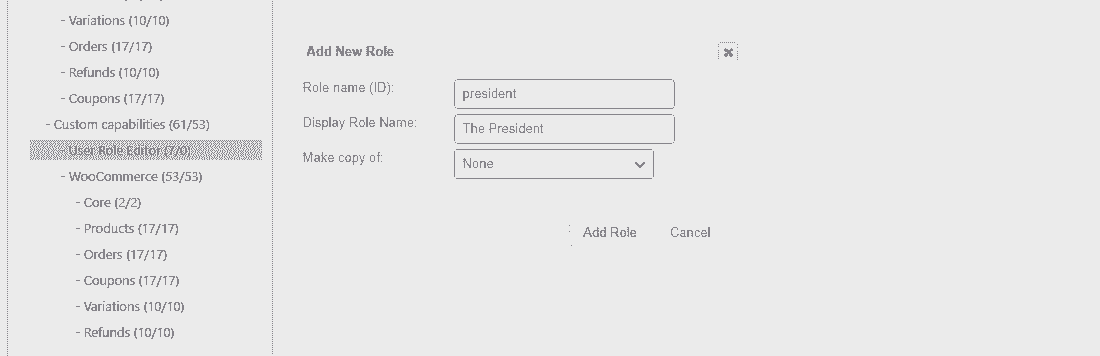 - Variations (10/10)
- Orders (17/17)
- Refunds (10/10)
- Coupons (17/17)
- Custom capabilities (61/53)
- User Role Editor (7/0)
- WooCommerce (53/53)
- Core (2/2)
- Products (17/17)
- Orders (17/17)
- Coupons (17/17)
- Variations (10/10)
- Refunds (10/10)
Add New Role
Role name (ID): president
Display Role Name: The President
Make copy of: None
Add Role Cancel